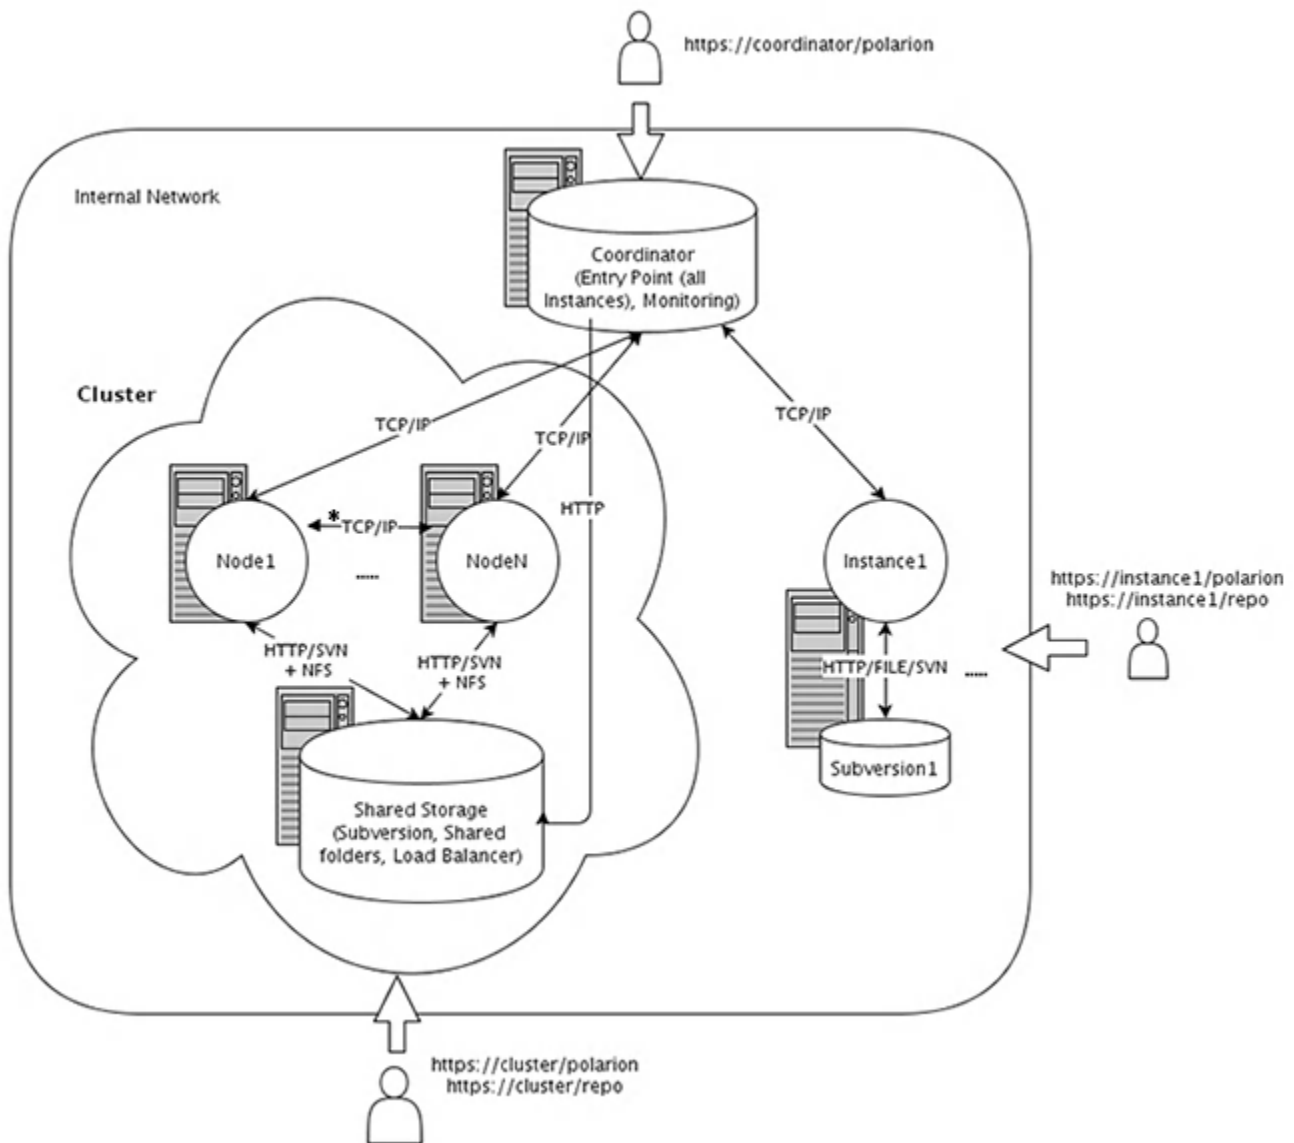 https://coordinator/polarion
Internal Network
Coordinator
(Entry Point (all
Instances), Monitoring)
Cluster
TCP/IP
TCP/IP
TCP/IP
HTTP
* TCP/IP
.....
Node1
NodeN
Instance1
https://instance1/polarion
https://instance1/repo
HTTP/SVN
+ NFS
HTTP/SVN
+ NFS
HTTP/FILE/SVN
.....
Subversion1
Shared Storage
(Subversion, Shared
folders, Load Balancer)
https://cluster/polarion
https://cluster/repo